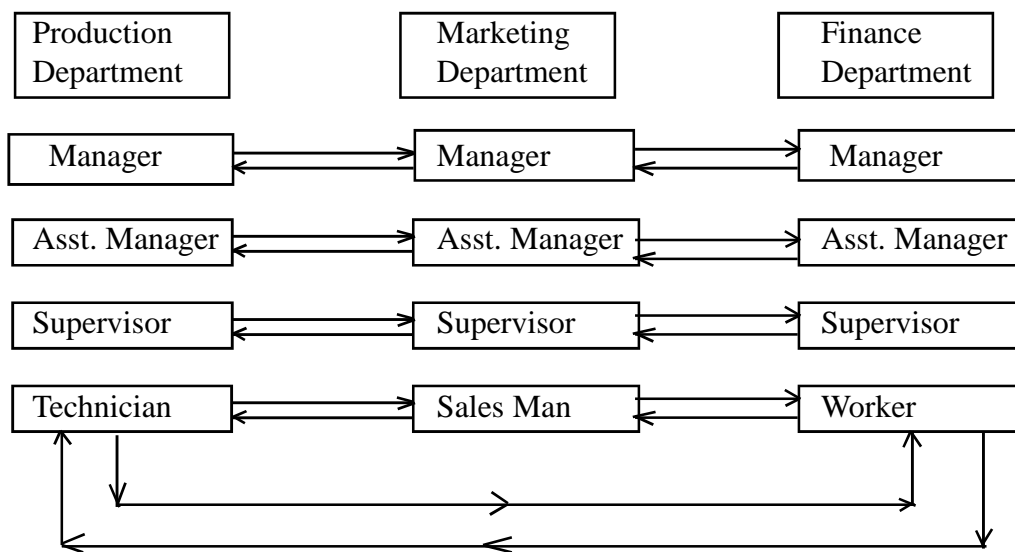 Production
Department
Marketing
Department
Finance
Department
Manager
Manager
Manager
Asst. Manager
Asst. Manager
Asst. Manager
Supervisor
Supervisor
Supervisor
Technician
Sales Man
Worker